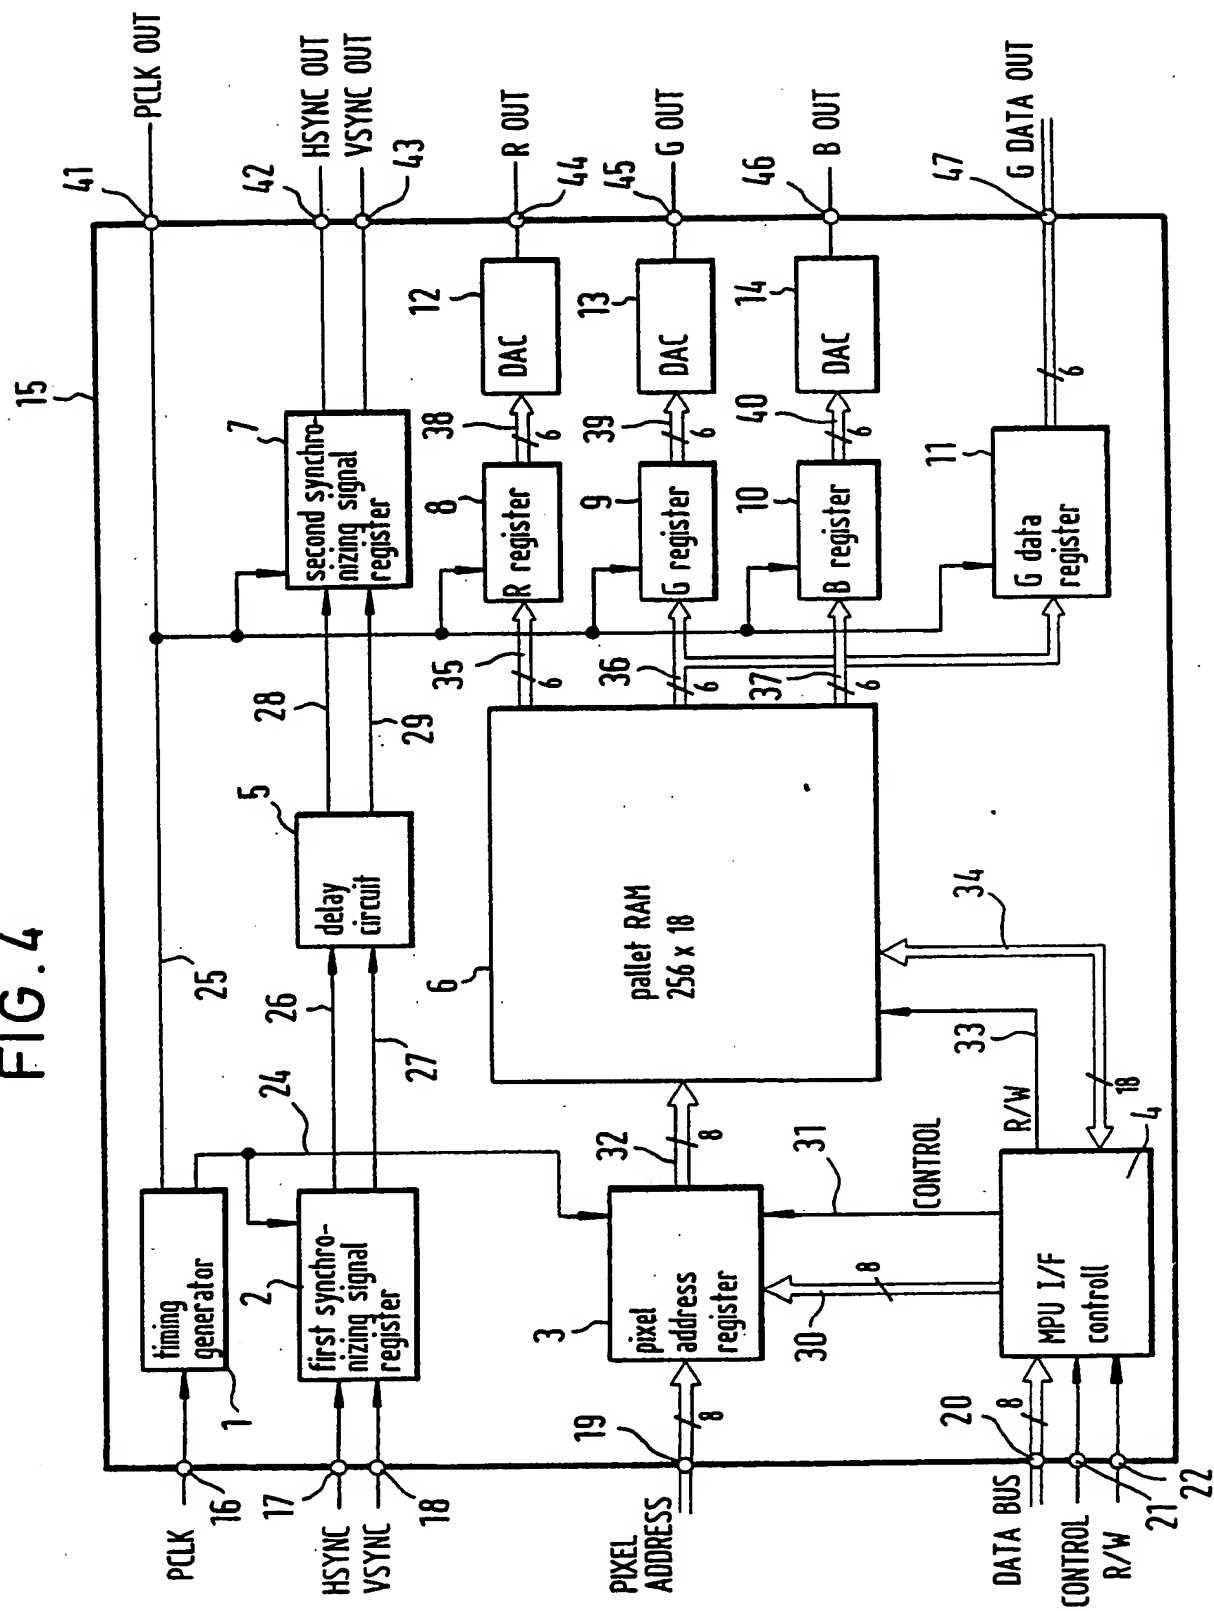 FIG. 4
15
PCLK
16
1
timing
generator
25
41
PCLK OUT
HSYNC
VSYNC
17
18
2
first synchro-
nizing signal
register
24
26
27
5
delay
circuit
28
29
7
second synchro-
nizing signal
register
42
43
HSYNC OUT
VSYNC OUT
PIXEL
ADDRESS
19
8
3
pixel
address
register
32
8
6
pallet RAM
256 x 18
35
6
8
R register
38
6
12
DAC
44
R OUT
36
6
9
G register
39
6
13
DAC
45
G OUT
37
6
10
B register
40
6
14
DAC
46
B OUT
30
8
31
CONTROL
DATA BUS
CONTROL
R/W
20
21
22
8
MPU I/F
controll
4
R/W
33
18
34
11
G data
register
6
47
G DATA OUT